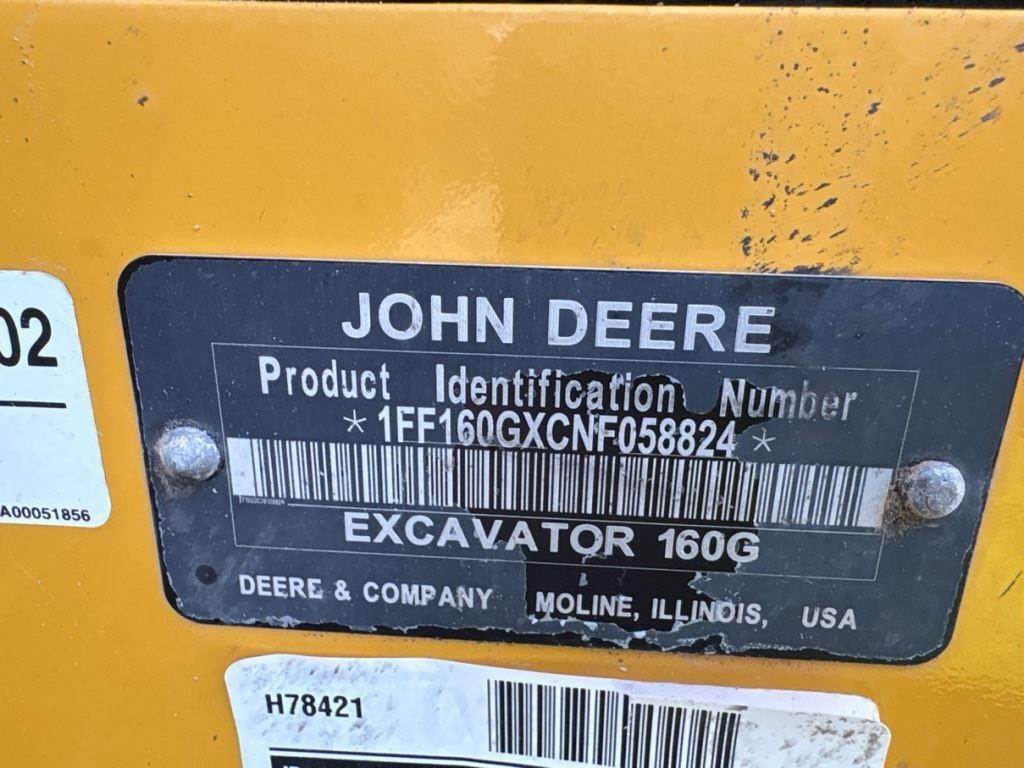 02
A00051856
JOHN DEERE
Product Identification Number
* 1FF160GXCNF058824 *
EXCAVATOR 160G
DEERE & COMPANY MOLINE, ILLINOIS, USA
H78421